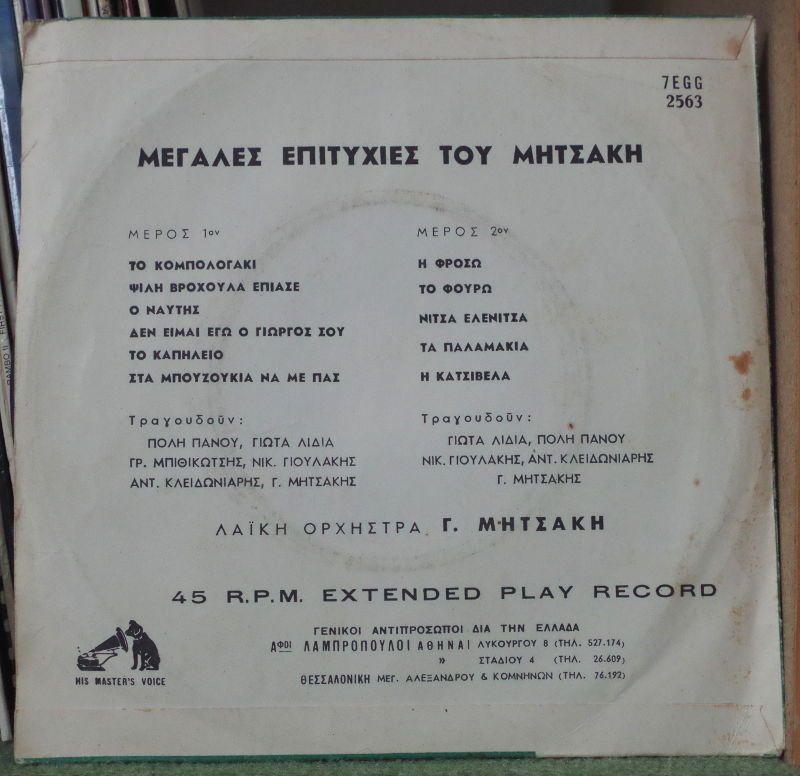 7EGG
2563
ΜΕΓΑΛΕΣ ΕΠΙΤΥΧΙΕΣ ΤΟΥ ΜΗΤΣΑΚΗ
ΜΕΡΟΣ 1ον
ΤΟ ΚΟΜΠΟΛΟΓΑΚΙ
ΨΙΛΗ ΒΡΟΧΟΥΛΑ ΕΠΙΑΣΕ
Ο ΝΑΥΤΗΣ
ΔΕΝ ΕΙΜΑΙ ΕΓΩ Ο ΓΙΩΡΓΟΣ ΣΟΥ
ΤΟ ΚΑΠΗΛΕΙΟ
ΣΤΑ ΜΠΟΥΖΟΥΚΙΑ ΝΑ ΜΕ ΠΑΣ
Τραγουδοῦν:
ΠΟΛΗ ΠΑΝΟΥ, ΓΙΩΤΑ ΛΙΔΙΑ
ΓΡ. ΜΠΙΘΙΚΩΤΣΗΣ, ΝΙΚ. ΓΙΟΥΛΑΚΗΣ
ΑΝΤ. ΚΛΕΙΔΩΝΙΑΡΗΣ, Γ. ΜΗΤΣΑΚΗΣ
ΜΕΡΟΣ 2ον
Η ΦΡΟΣΩ
ΤΟ ΦΟΥΡΩ
ΝΙΤΣΑ ΕΛΕΝΙΤΣΑ
ΤΑ ΠΑΛΑΜΑΚΙΑ
Η ΚΑΤΣΙΒΕΛΑ
Τραγουδοῦν:
ΓΙΩΤΑ ΛΙΔΙΑ, ΠΟΛΗ ΠΑΝΟΥ
ΝΙΚ. ΓΙΟΥΛΑΚΗΣ, ΑΝΤ. ΚΛΕΙΔΩΝΙΑΡΗΣ
Γ. ΜΗΤΣΑΚΗΣ
ΛΑΪΚΗ ΟΡΧΗΣΤΡΑ Γ. ΜΗΤΣΑΚΗ
45 R.P.M. EXTENDED PLAY RECORD
ΓΕΝΙΚΟΙ ΑΝΤΙΠΡΟΣΩΠΟΙ ΔΙΑ ΤΗΝ ΕΛΛΑΔΑ
ΑΦΟΙ ΛΑΜΠΡΟΠΟΥΛΟΙ ΑΘΗΝΑΙ ΛΥΚΟΥΡΓΟΥ 8 (ΤΗΛ. 527.174)
» ΣΤΑΔΙΟΥ 4 (ΤΗΛ. 26.609)
ΘΕΣΣΑΛΟΝΙΚΗ ΜΕΓ. ΑΛΕΞΑΝΔΡΟΥ & ΚΟΜΝΗΝΩΝ (ΤΗΛ. 76.192)
HIS MASTER'S VOICE
RAMBO II